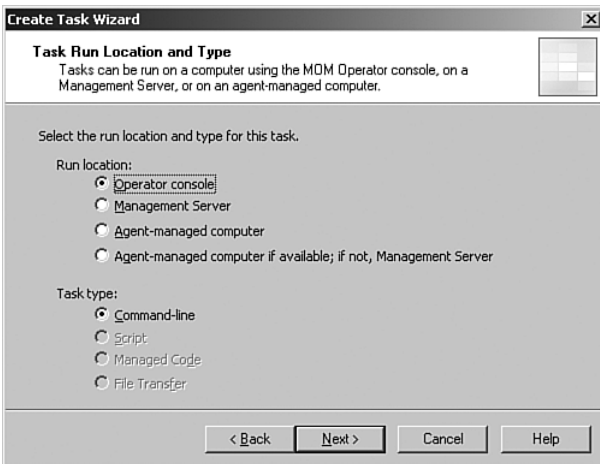 Create Task Wizard
Task Run Location and Type
Tasks can be run on a computer using the MOM Operator console, on a
Management Server, or on an agent-managed computer.
Select the run location and type for this task.
Run location:
Operator console
Management Server
Agent-managed computer
Agent-managed computer if available; if not, Management Server
Task type:
Command-line
Script
Managed Code
File Transfer
< Back
Next >
Cancel
Help